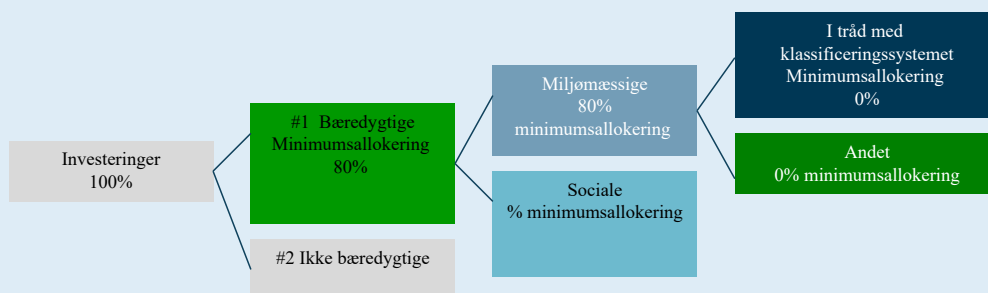 Investeringer
100%
#1 Bæredygtige
Minimumsallokering
80%
#2 Ikke bæredygtige
Miljømæssige
80%
minimumsallokering
Sociale
% minimumsallokering
I tråd med
klassificeringssystemet
Minimumsallokering
0%
Andet
0% minimumsallokering